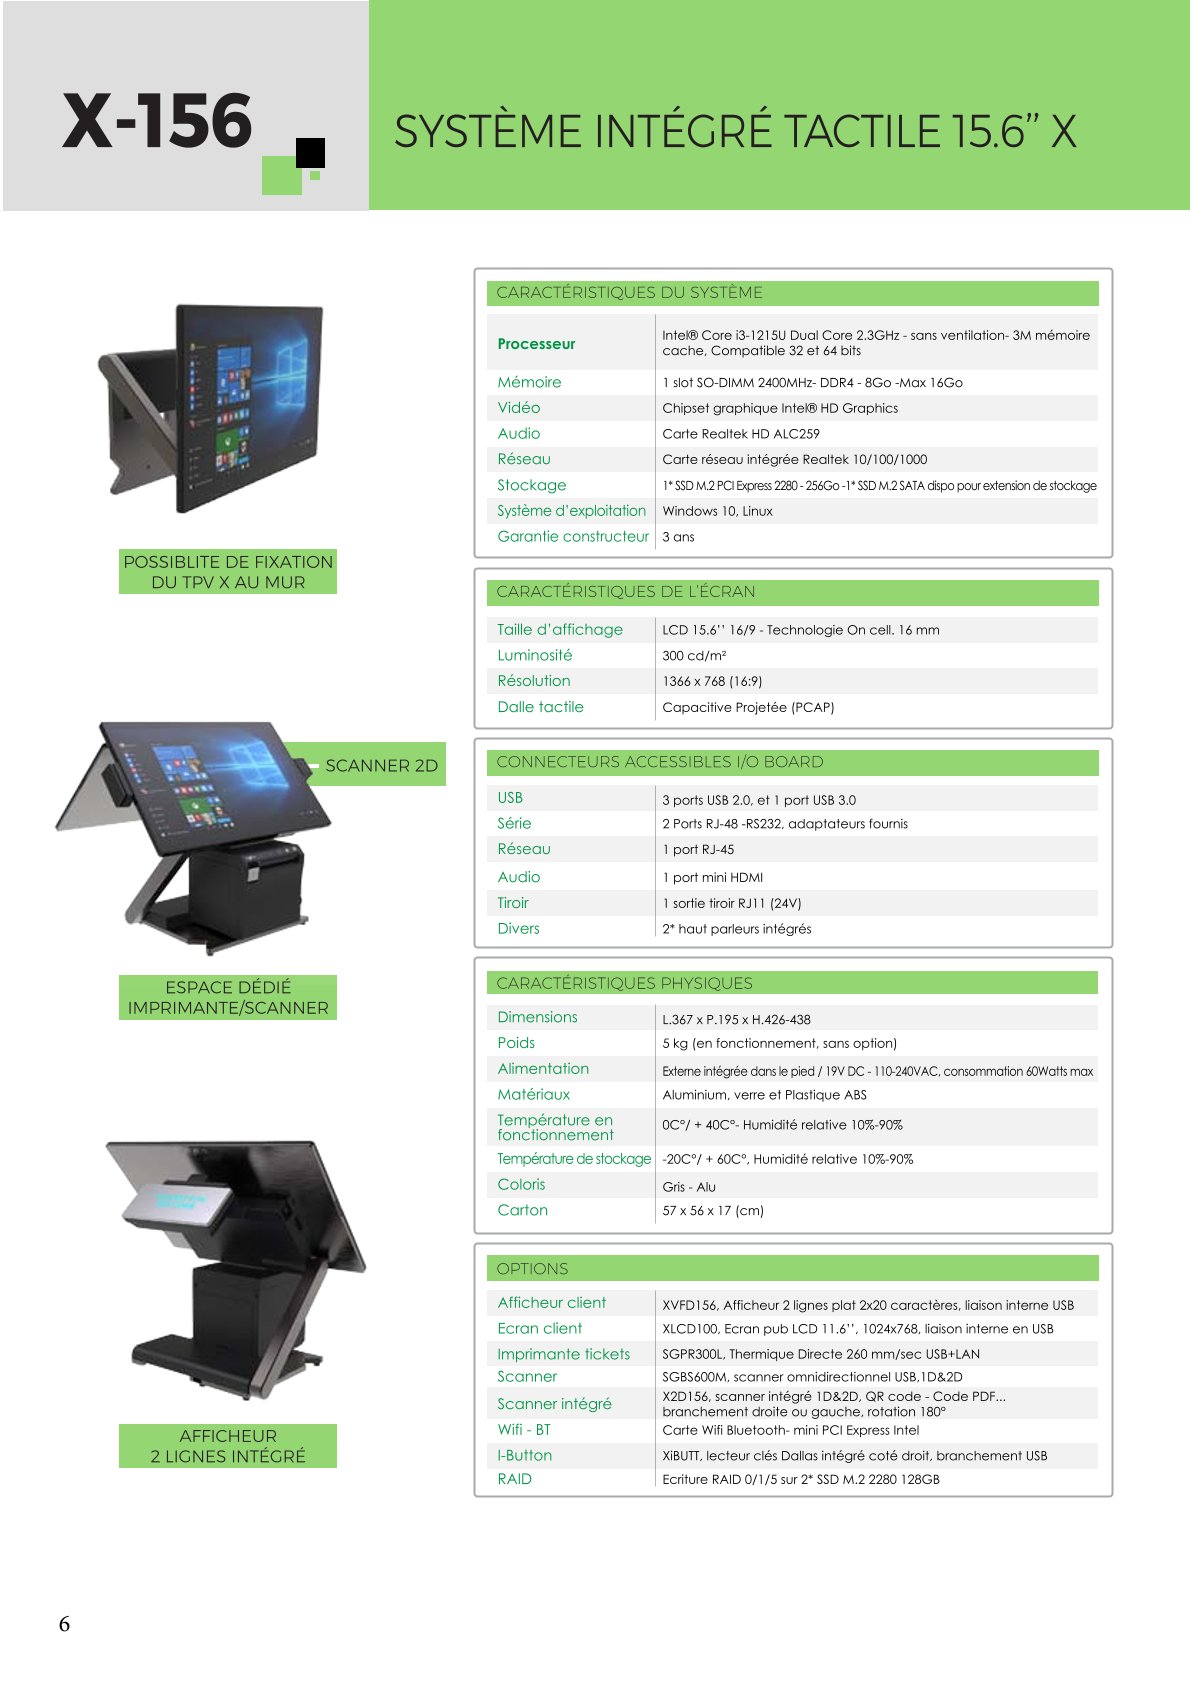 X-156
SYSTÈME INTÉGRÉ TACTILE 15.6” X
POSSIBLITE DE FIXATION
DU TPV X AU MUR
SCANNER 2D
ESPACE DÉDIÉ
IMPRIMANTE/SCANNER
AFFICHEUR
2 LIGNES INTÉGRÉ
CARACTÉRISTIQUES DU SYSTÈME
Processeur Intel® Core i3-1215U Dual Core 2.3GHz - sans ventilation- 3M mémoire
cache, Compatible 32 et 64 bits
Mémoire 1 slot SO-DIMM 2400MHz- DDR4 - 8Go -Max 16Go
Vidéo Chipset graphique Intel® HD Graphics
Audio Carte Realtek HD ALC259
Réseau Carte réseau intégrée Realtek 10/100/1000
Stockage 1* SSD M.2 PCI Express 2280 - 256Go -1* SSD M.2 SATA dispo pour extension de stockage
Système d’exploitation Windows 10, Linux
Garantie constructeur 3 ans
CARACTÉRISTIQUES DE L’ÉCRAN
Taille d’affichage LCD 15.6’’ 16/9 - Technologie On cell. 16 mm
Luminosité 300 cd/m²
Résolution 1366 x 768 (16:9)
Dalle tactile Capacitive Projetée (PCAP)
CONNECTEURS ACCESSIBLES I/O BOARD
USB 3 ports USB 2.0, et 1 port USB 3.0
Série 2 Ports RJ-48 -RS232, adaptateurs fournis
Réseau 1 port RJ-45
Audio 1 port mini HDMI
Tiroir 1 sortie tiroir RJ11 (24V)
Divers 2* haut parleurs intégrés
CARACTÉRISTIQUES PHYSIQUES
Dimensions L.367 x P.195 x H.426-438
Poids 5 kg (en fonctionnement, sans option)
Alimentation Externe intégrée dans le pied / 19V DC - 110-240VAC, consommation 60Watts max
Matériaux Aluminium, verre et Plastique ABS
Température en
fonctionnement 0C°/ + 40C°- Humidité relative 10%-90%
Température de stockage -20C°/ + 60C°, Humidité relative 10%-90%
Coloris Gris - Alu
Carton 57 x 56 x 17 (cm)
OPTIONS
Afficheur client XVFD156, Afficheur 2 lignes plat 2x20 caractères, liaison interne USB
Ecran client XLCD100, Ecran pub LCD 11.6’’, 1024x768, liaison interne en USB
Imprimante tickets SGPR300L, Thermique Directe 260 mm/sec USB+LAN
Scanner SGBS600M, scanner omnidirectionnel USB,1D&2D
Scanner intégré X2D156, scanner intégré 1D&2D, QR code - Code PDF...
branchement droite ou gauche, rotation 180°
Wifi - BT Carte Wifi Bluetooth- mini PCI Express Intel
I-Button XiBUTT, lecteur clés Dallas intégré coté droit, branchement USB
RAID Ecriture RAID 0/1/5 sur 2* SSD M.2 2280 128GB
6